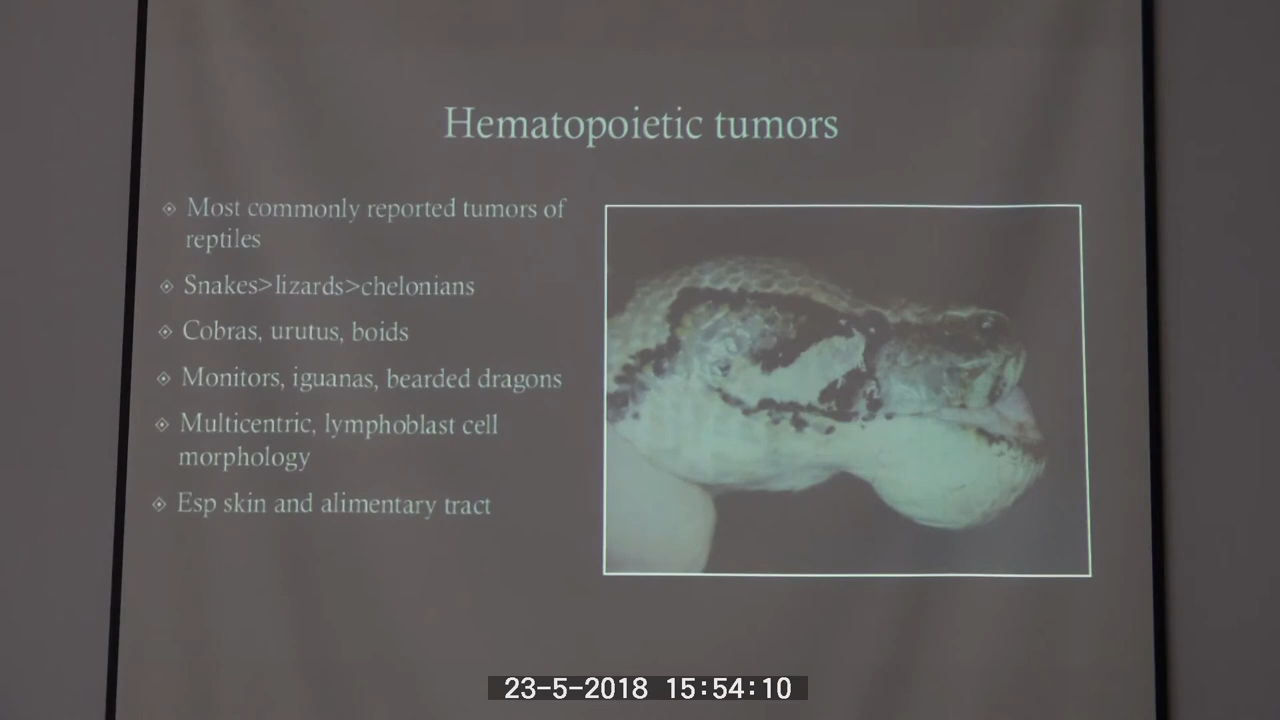 Hematopoietic tumors
Most commonly reported tumors of
reptiles
Snakes>lizards>chelonians
Cobras, urutus, boids
Monitors, iguanas, bearded dragons
Multicentric, lymphoblast cell
morphology
Esp skin and alimentary tract
23-5-2018 15:54:10